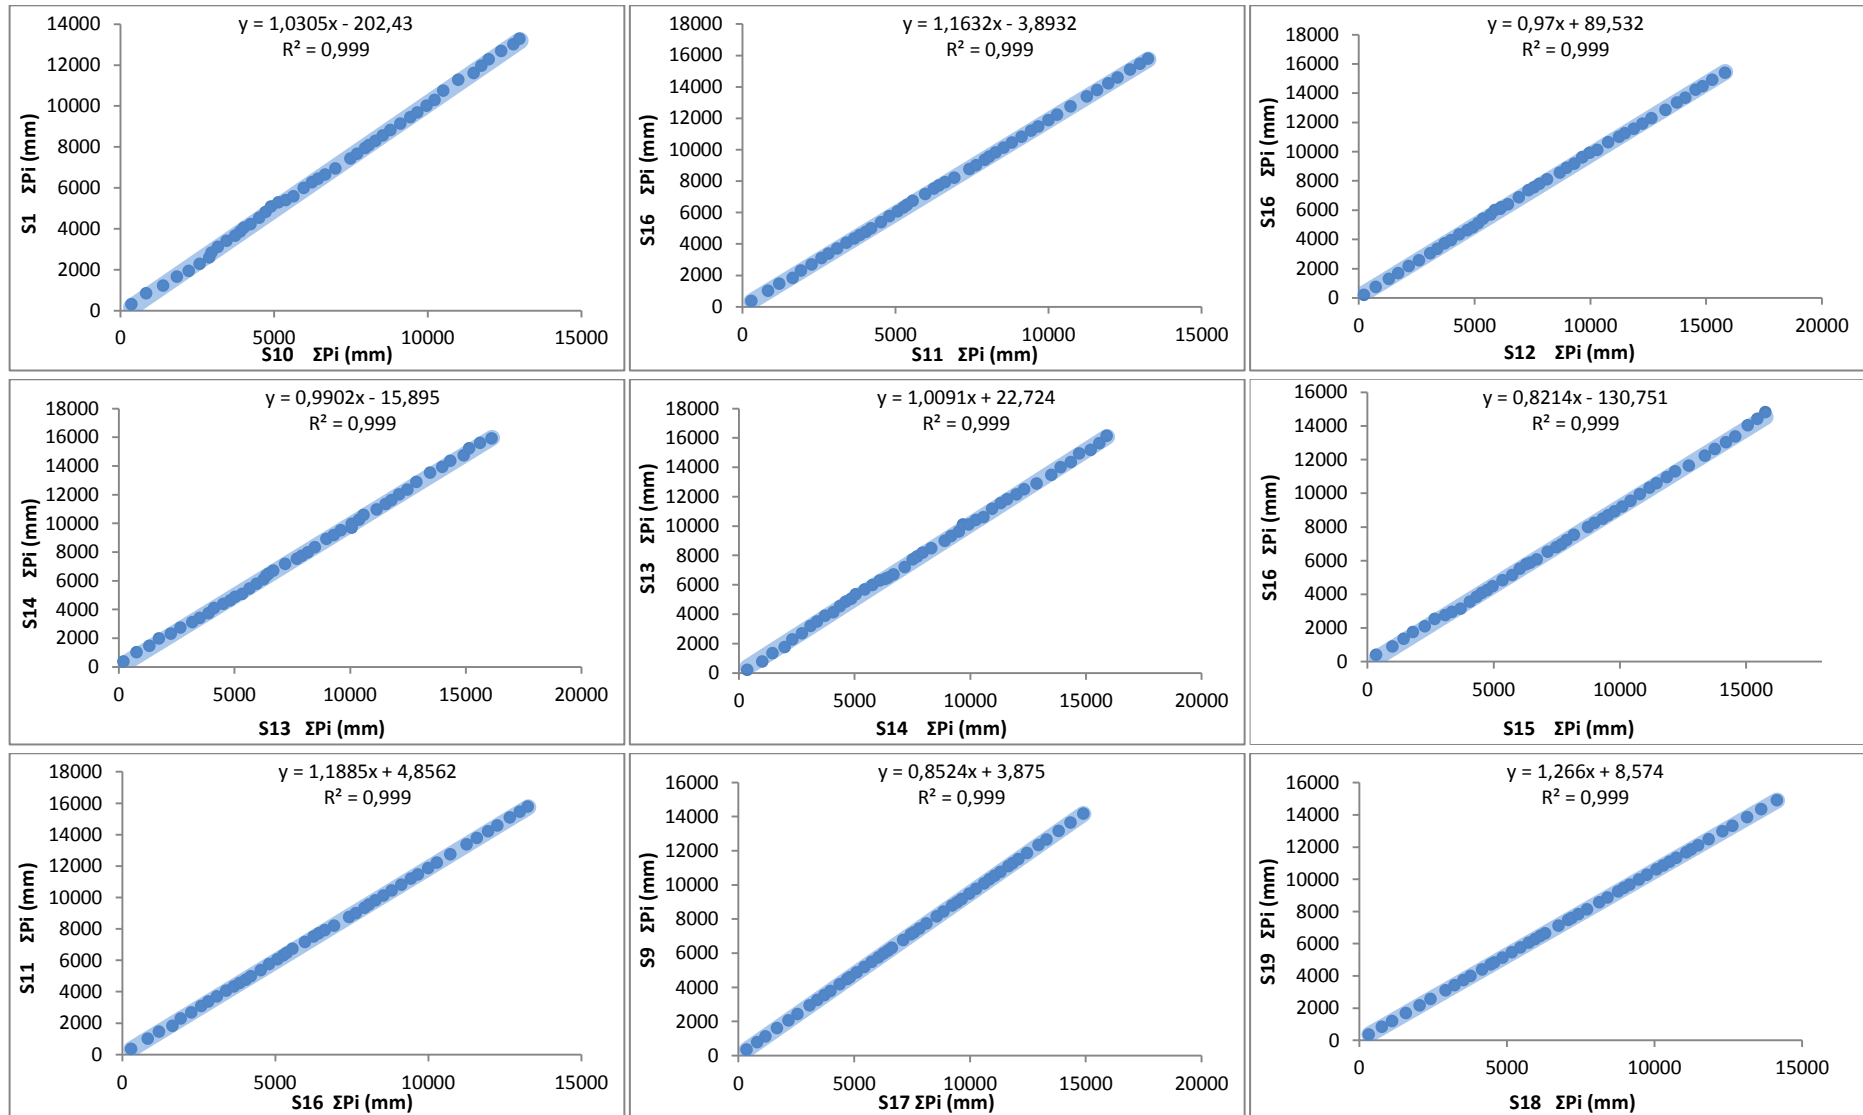 y = 1,0305x - 202,43
R² = 0,999
14000
12000
10000
8000
6000
4000
2000
0
S1 ΣPi (mm)
0 5000 10000 15000
S10 ΣPi (mm)
y = 1,1632x - 3,8932
R² = 0,999
18000
16000
14000
12000
10000
8000
6000
4000
2000
0
S16 ΣPi (mm)
0 5000 10000 15000
S11 ΣPi (mm)
y = 0,97x + 89,532
R² = 0,999
18000
16000
14000
12000
10000
8000
6000
4000
2000
0
S16 ΣPi (mm)
0 5000 10000 15000 20000
S12 ΣPi (mm)
y = 0,9902x - 15,895
R² = 0,999
18000
16000
14000
12000
10000
8000
6000
4000
2000
0
S14 ΣPi (mm)
0 5000 10000 15000 20000
S13 ΣPi (mm)
y = 1,0091x + 22,724
R² = 0,999
18000
16000
14000
12000
10000
8000
6000
4000
2000
0
S13 ΣPi (mm)
0 5000 10000 15000 20000
S14 ΣPi (mm)
y = 0,8214x - 130,751
R² = 0,999
16000
14000
12000
10000
8000
6000
4000
2000
0
S16 ΣPi (mm)
0 5000 10000 15000
S15 ΣPi (mm)
y = 1,1885x + 4,8562
R² = 0,999
18000
16000
14000
12000
10000
8000
6000
4000
2000
0
S11 ΣPi (mm)
0 5000 10000 15000
S16 ΣPi (mm)
y = 0,8524x + 3,875
R² = 0,999
16000
14000
12000
10000
8000
6000
4000
2000
0
S9 ΣPi (mm)
0 5000 10000 15000 20000
S17 ΣPi (mm)
y = 1,266x + 8,574
R² = 0,999
16000
14000
12000
10000
8000
6000
4000
2000
0
S19 ΣPi (mm)
0 5000 10000 15000
S18 ΣPi (mm)